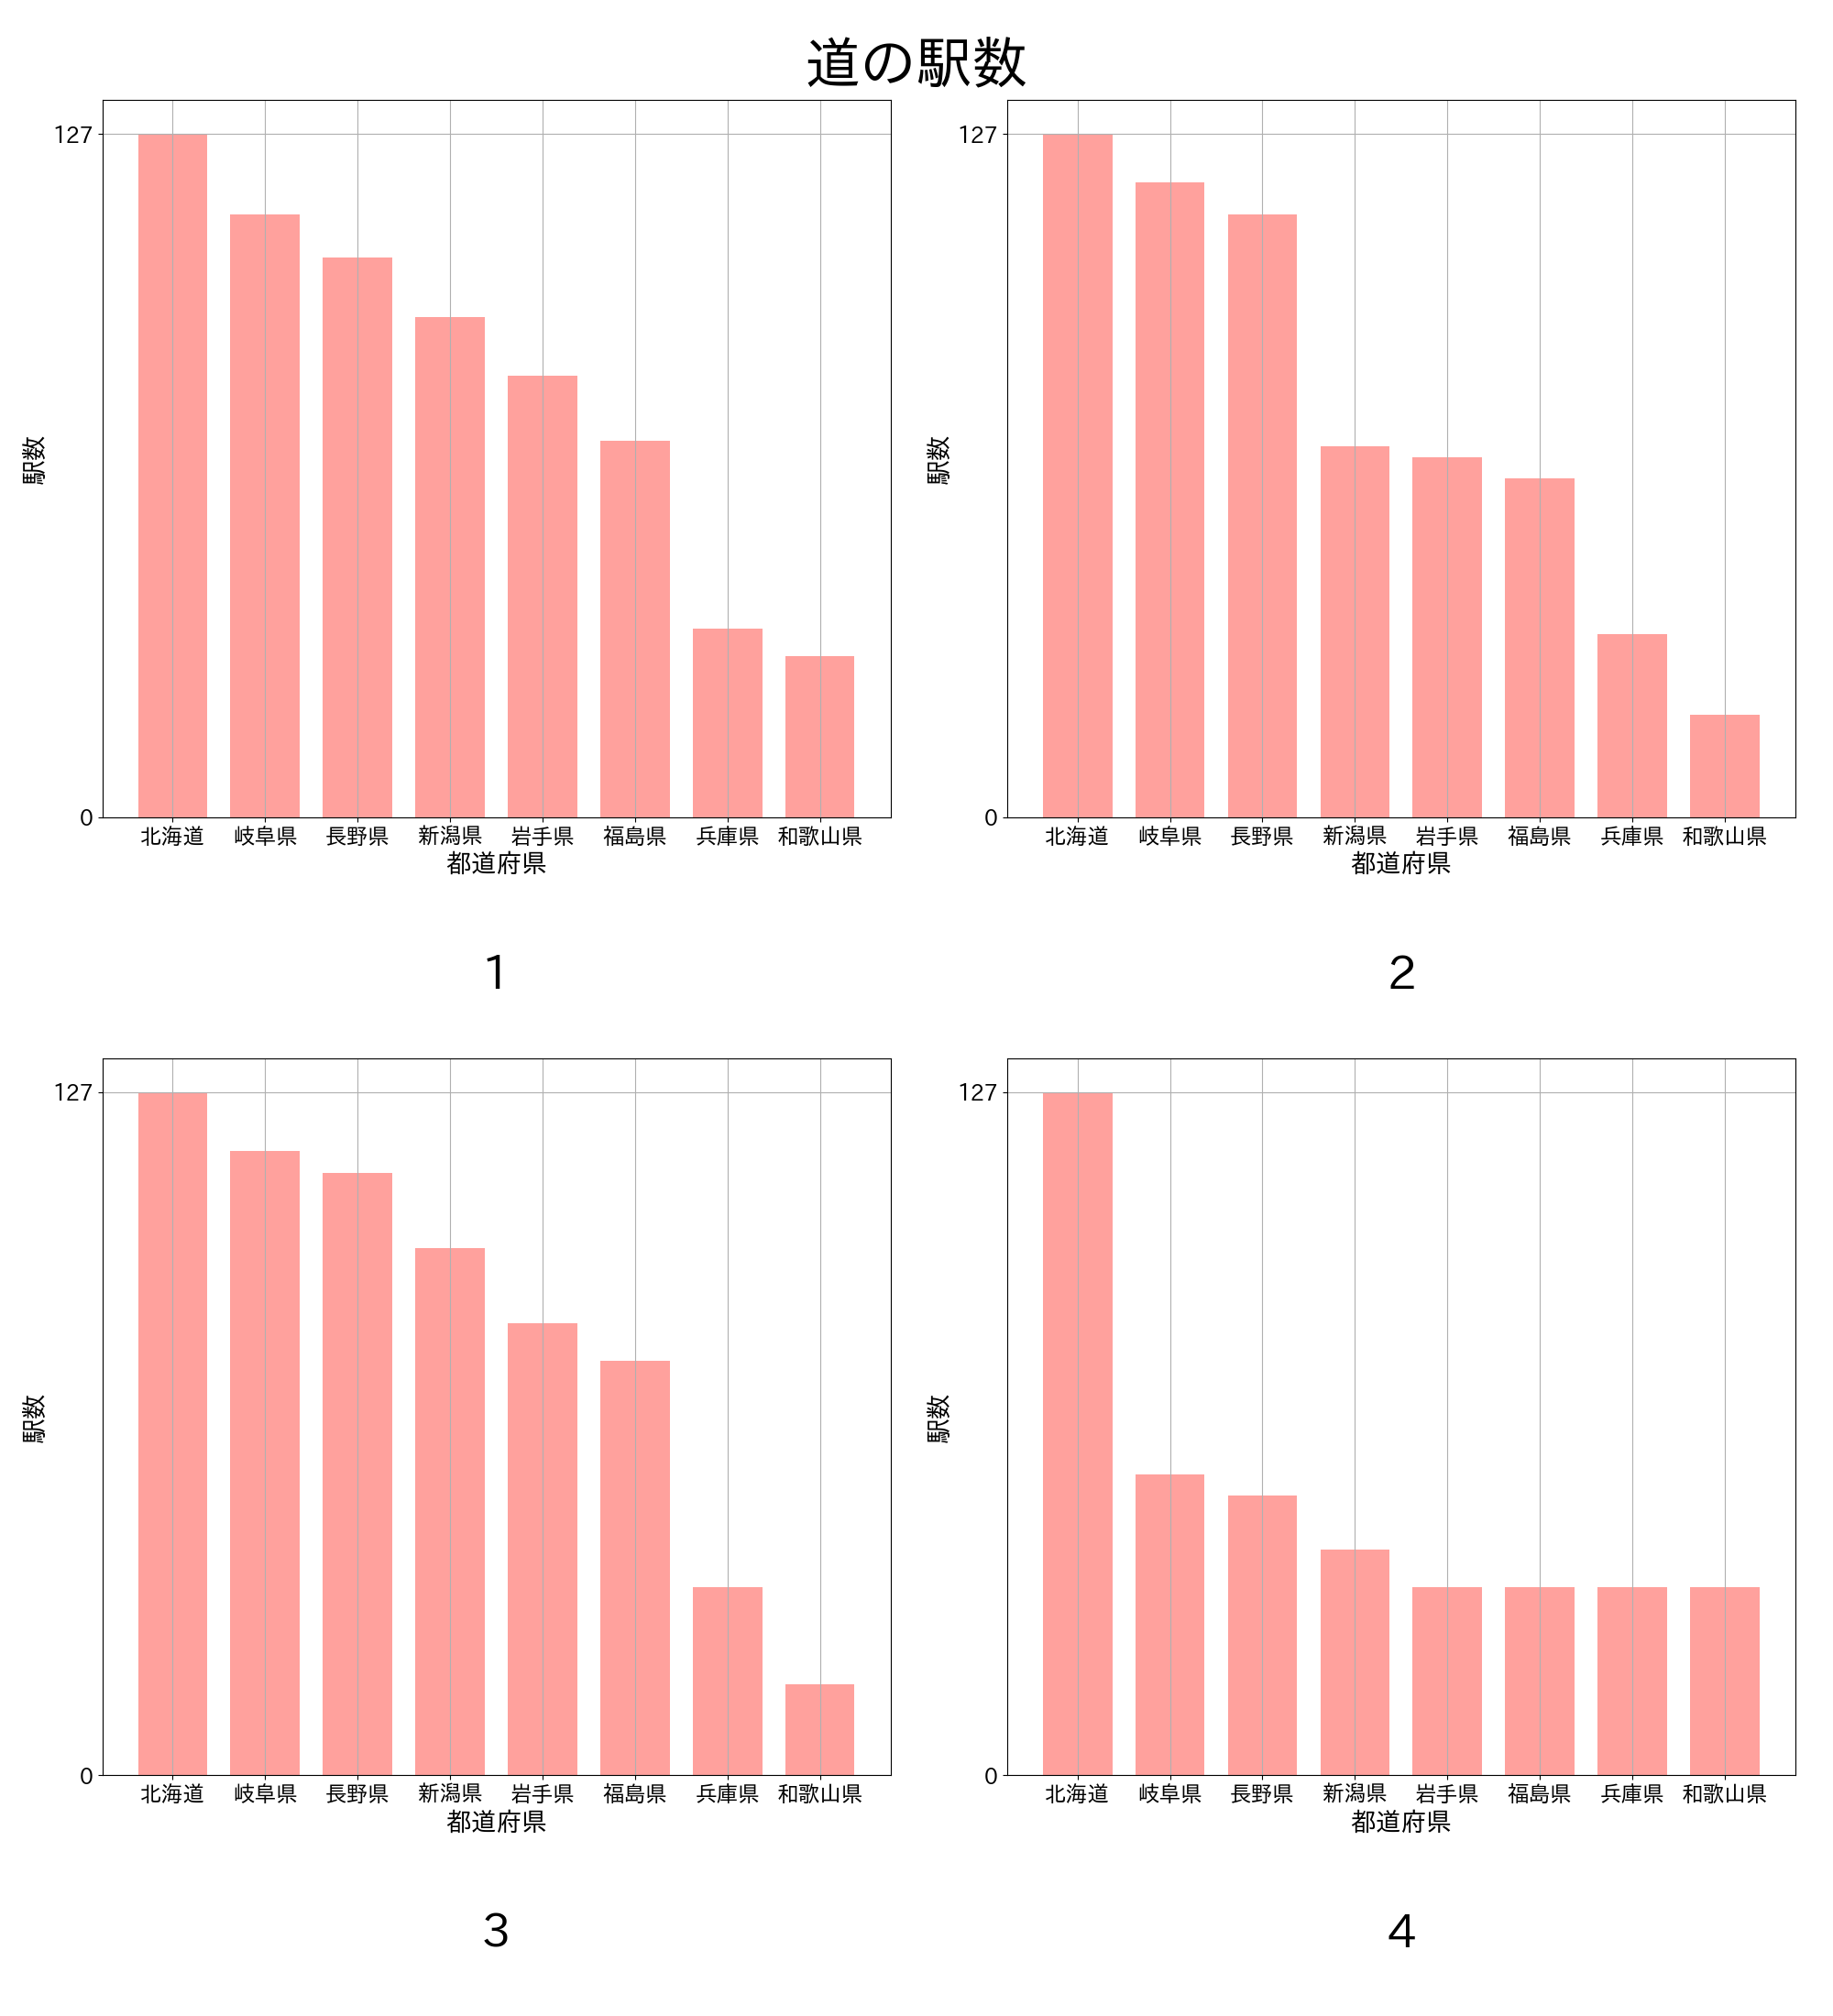 道の駅数
127
駅数
0
北海道 岐阜県 長野県 新潟県 岩手県 福島県 兵庫県 和歌山県
都道府県
1
127
駅数
0
北海道 岐阜県 長野県 新潟県 岩手県 福島県 兵庫県 和歌山県
都道府県
2
127
駅数
0
北海道 岐阜県 長野県 新潟県 岩手県 福島県 兵庫県 和歌山県
都道府県
3
127
駅数
0
北海道 岐阜県 長野県 新潟県 岩手県 福島県 兵庫県 和歌山県
都道府県
4